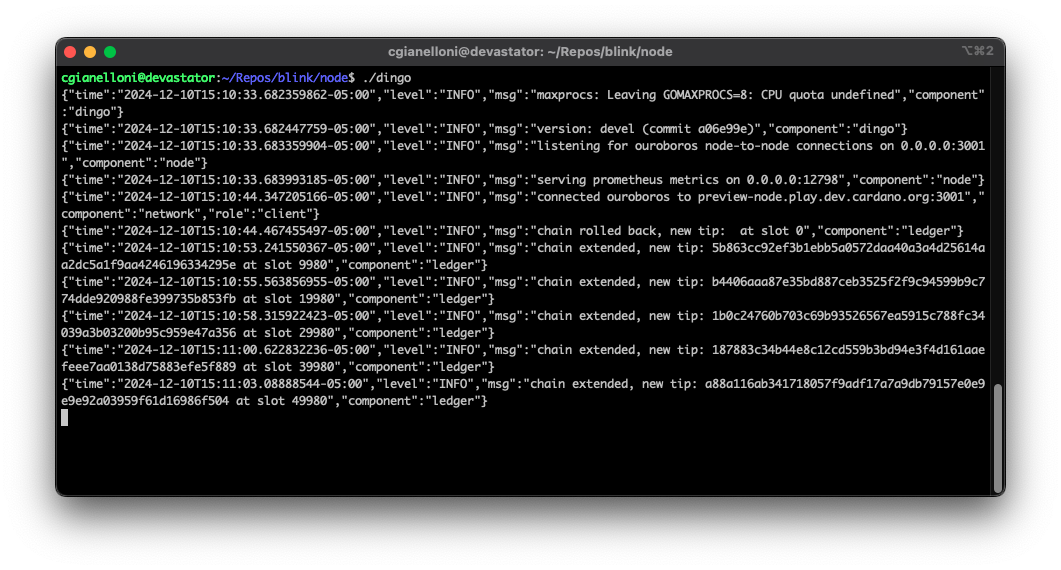 cgianelloni@devastator: ~/Repos/blink/node
⌥⌘2
cgianelloni@devastator:~/Repos/blink/node$ ./dingo
{"time":"2024-12-10T15:10:33.682359862-05:00","level":"INFO","msg":"maxprocs: Leaving GOMAXPROCS=8: CPU quota undefined","component"
:"dingo"}
{"time":"2024-12-10T15:10:33.682447759-05:00","level":"INFO","msg":"version: devel (commit a06e99e)","component":"dingo"}
{"time":"2024-12-10T15:10:33.683359904-05:00","level":"INFO","msg":"listening for ouroboros node-to-node connections on 0.0.0.0:3001
","component":"node"}
{"time":"2024-12-10T15:10:33.683993185-05:00","level":"INFO","msg":"serving prometheus metrics on 0.0.0.0:12798","component":"node"}
{"time":"2024-12-10T15:10:44.347205166-05:00","level":"INFO","msg":"connected ouroboros to preview-node.play.dev.cardano.org:3001","
component":"network","role":"client"}
{"time":"2024-12-10T15:10:44.467455497-05:00","level":"INFO","msg":"chain rolled back, new tip:  at slot 0","component":"ledger"}
{"time":"2024-12-10T15:10:53.241550367-05:00","level":"INFO","msg":"chain extended, new tip: 5b863cc92ef3b1ebb5a0572daa40a3a4d25614a
a2dc5a1f9aa4246196334295e at slot 9980","component":"ledger"}
{"time":"2024-12-10T15:10:55.563856955-05:00","level":"INFO","msg":"chain extended, new tip: b4406aaa87e35bd887ceb3525f2f9c94599b9c7
74dde920988fe399735b853fb at slot 19980","component":"ledger"}
{"time":"2024-12-10T15:10:58.315922423-05:00","level":"INFO","msg":"chain extended, new tip: 1b0c24760b703c69b93526567ea5915c788fc34
039a3b03200b95c959e47a356 at slot 29980","component":"ledger"}
{"time":"2024-12-10T15:11:00.622832236-05:00","level":"INFO","msg":"chain extended, new tip: 187883c34b44e8c12cd559b3bd94e3f4d161aae
feee7aa0138d75883efe5f889 at slot 39980","component":"ledger"}
{"time":"2024-12-10T15:11:03.08888544-05:00","level":"INFO","msg":"chain extended, new tip: a88a116ab341718057f9adf17a7a9db79157e0e9
e9e92a03959f61d16986f504 at slot 49980","component":"ledger"}